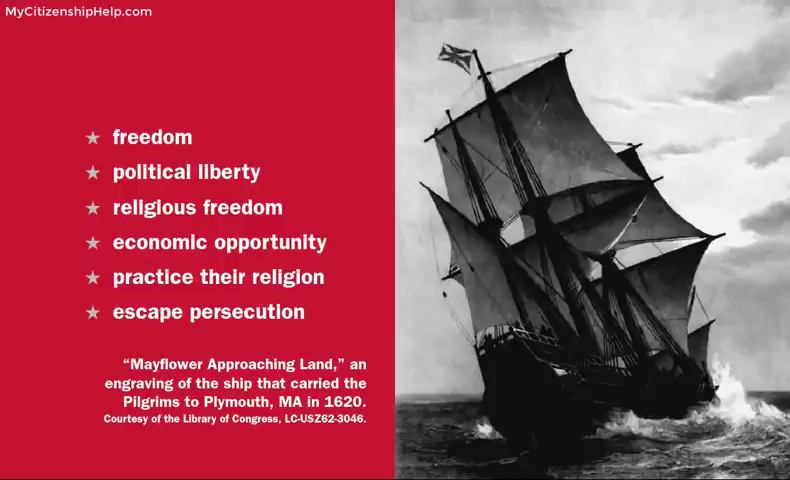 MyCitizenshipHelp.com
freedom
political liberty
religious freedom
economic opportunity
practice their religion
escape persecution
“Mayflower Approaching Land,” an
engraving of the ship that carried the
Pilgrims to Plymouth, MA in 1620.
Courtesy of the Library of Congress, LC-USZ62-3046.